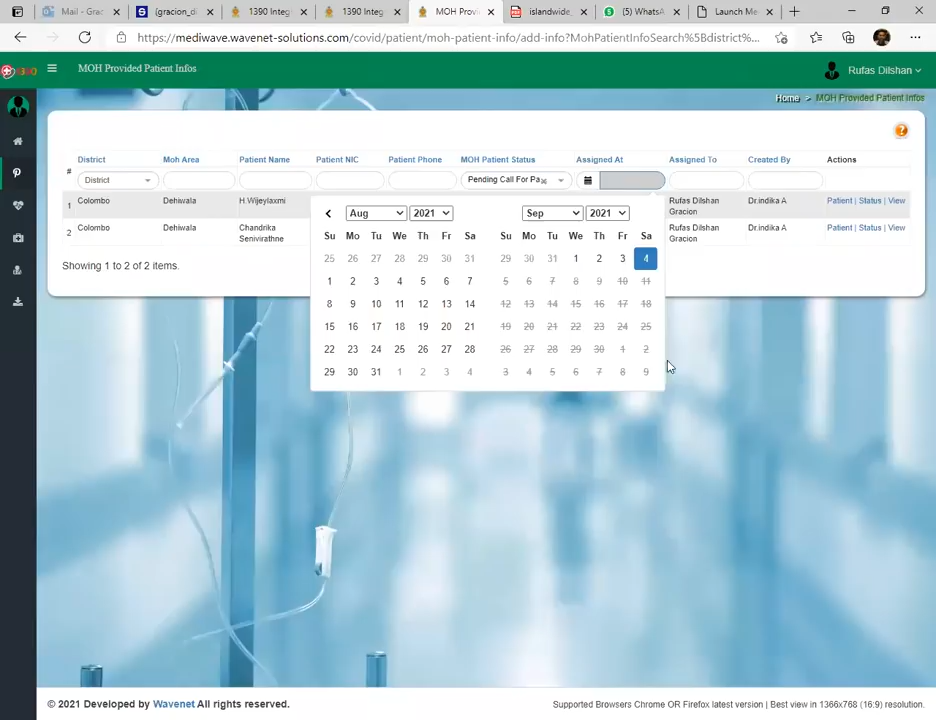 Mail - Grac
(gracion_di
1390 Integ
1390 Integ
MOH Provi
islandwide_
(5) WhatsA
Launch Me
https://mediwave.wavenet-solutions.com/covid/patient/moh-patient-info/add-info?MohPatientInfoSearch%5Bdistrict%...
1390
MOH Provided Patient Infos
Rufas Dilshan
Home > MOH Provided Patient Infos
# District Moh Area Patient Name Patient NIC Patient Phone MOH Patient Status Assigned At Assigned To Created By Actions
District Pending Call For Pa
1 Colombo Dehiwala H.Wijeylaxmi Rufas Dilshan Gracion Dr.indika A Patient | Status | View
2 Colombo Dehiwala Chandrika Senivirathne Rufas Dilshan Gracion Dr.indika A Patient | Status | View
Showing 1 to 2 of 2 items.
Aug 2021
Su Mo Tu We Th Fr Sa
25 26 27 28 29 30 31
1 2 3 4 5 6 7
8 9 10 11 12 13 14
15 16 17 18 19 20 21
22 23 24 25 26 27 28
29 30 31 1 2 3 4
Sep 2021
Su Mo Tu We Th Fr Sa
29 30 31 1 2 3 4
5 6 7 8 9 10 11
12 13 14 15 16 17 18
19 20 21 22 23 24 25
26 27 28 29 30 1 2
3 4 5 6 7 8 9
© 2021 Developed by Wavenet All rights reserved.
Supported Browsers Chrome OR Firefox latest version | Best view in 1366x768 (16:9) resolution.